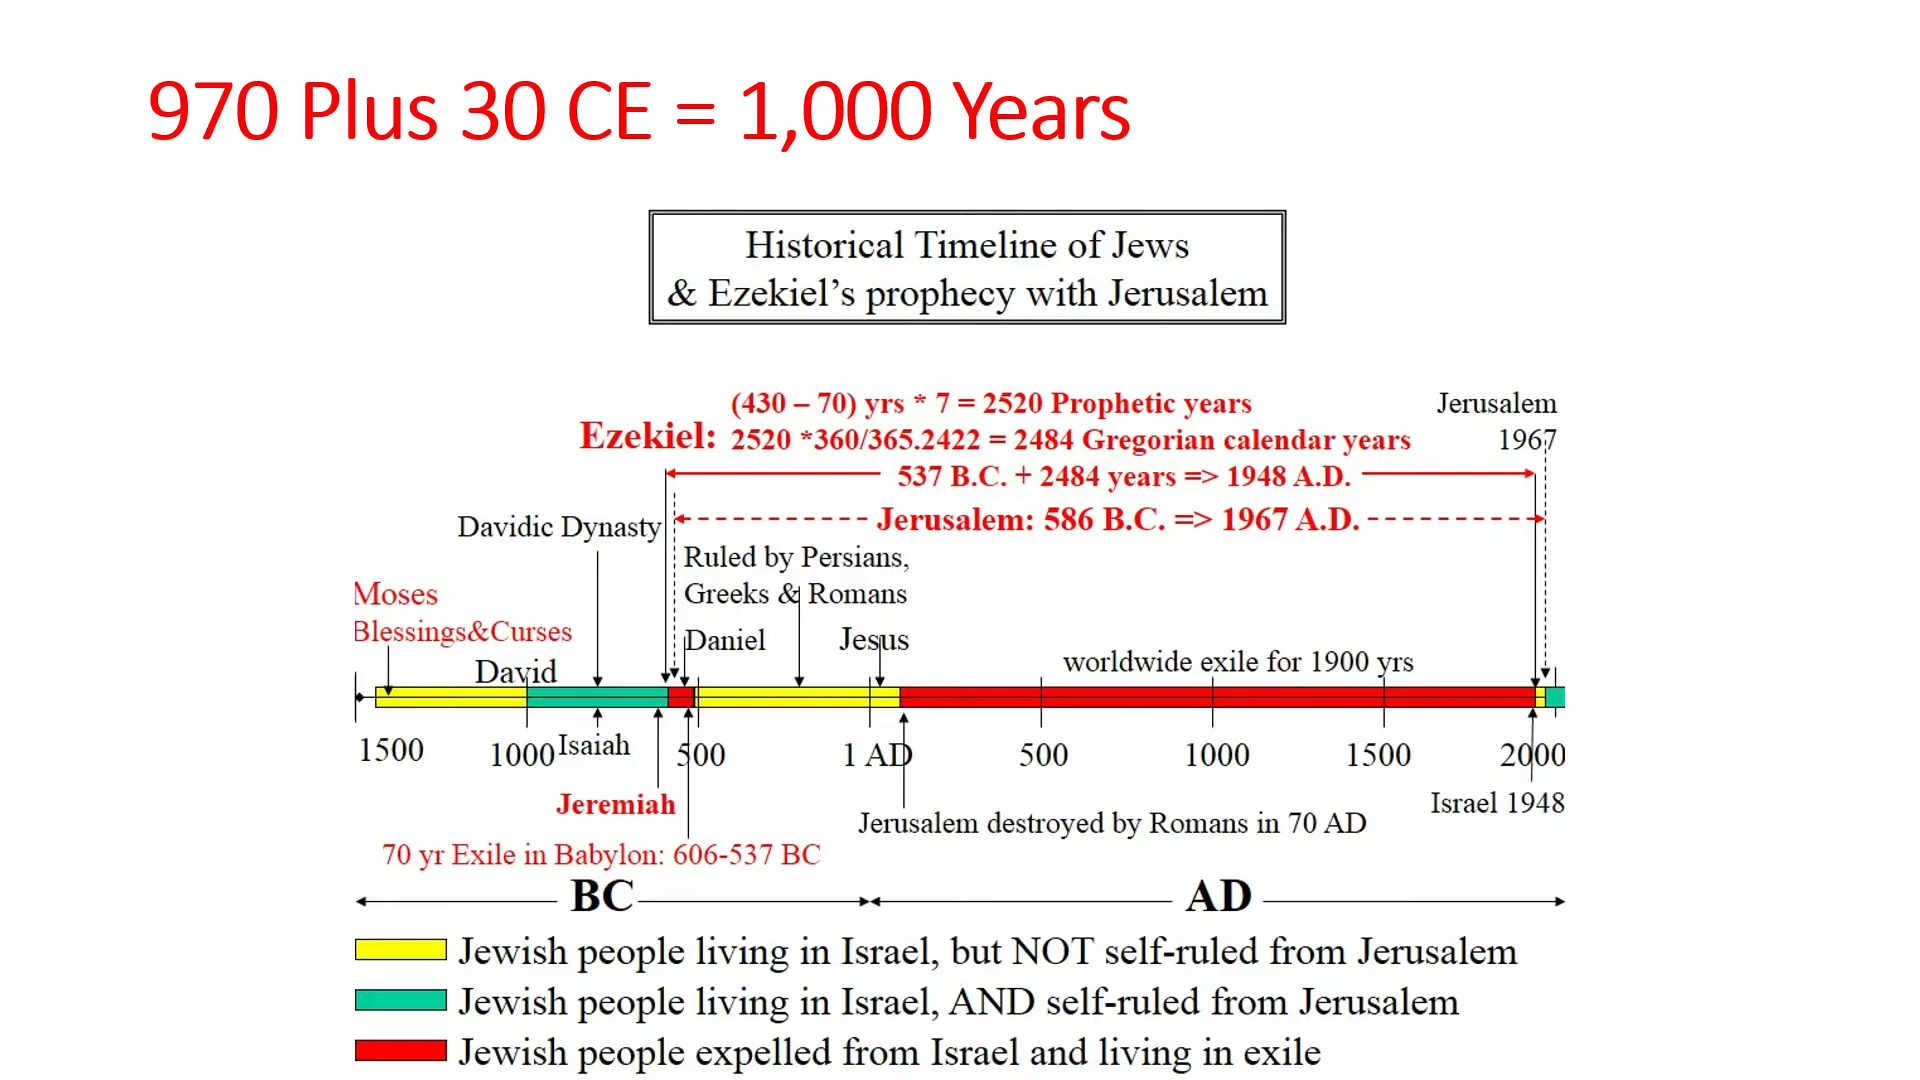 970 Plus 30 CE = 1,000 Years
Historical Timeline of Jews
& Ezekiel’s prophecy with Jerusalem
(430 – 70) yrs * 7 = 2520 Prophetic years
Ezekiel: 2520 *360/365.2422 = 2484 Gregorian calendar years
537 B.C. + 2484 years => 1948 A.D.
Jerusalem: 586 B.C. => 1967 A.D.
Jerusalem
1967
Davidic Dynasty
Ruled by Persians,
Greeks & Romans
Moses
Blessings&Curses
David
Daniel
Jesus
worldwide exile for 1900 yrs
1500
1000
Isaiah
500
1 AD
500
1000
1500
2000
Jeremiah
Israel 1948
Jerusalem destroyed by Romans in 70 AD
70 yr Exile in Babylon: 606-537 BC
BC
AD
Jewish people living in Israel, but NOT self-ruled from Jerusalem
Jewish people living in Israel, AND self-ruled from Jerusalem
Jewish people expelled from Israel and living in exile